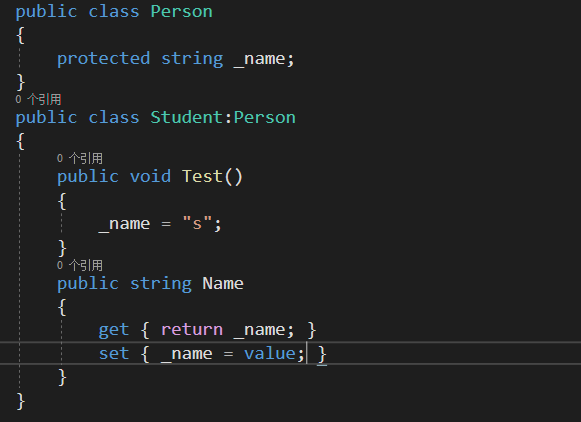 public class Person
{
    protected string _name;
}
0 个引用
public class Student:Person
{
    0 个引用
    public void Test()
    {
        _name = "s";
    }
    0 个引用
    public string Name
    {
        get { return _name; }
        set { _name = value; }
    }
}